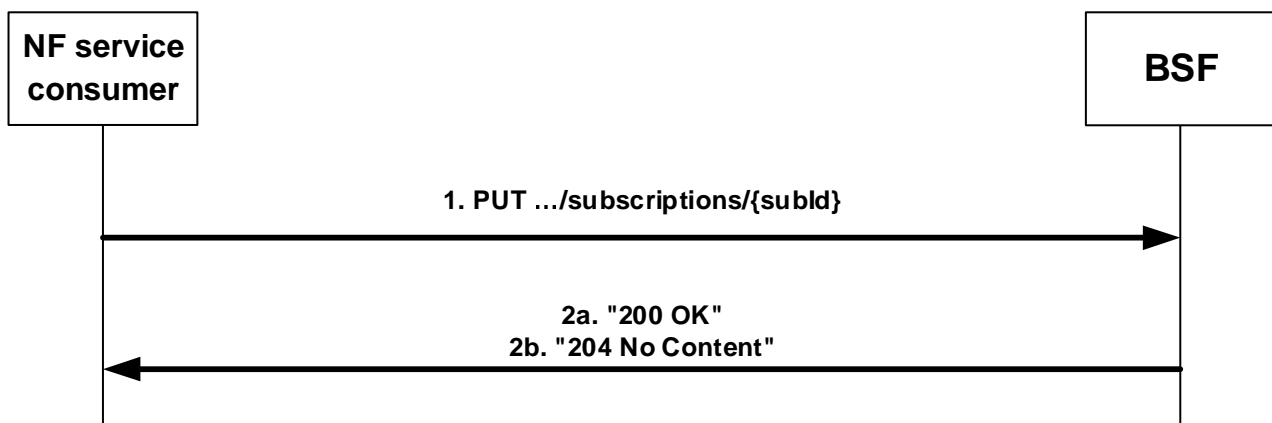 NF service
consumer
BSF
1. PUT …/subscriptions/{subId}
2a. "200 OK"
2b. "204 No Content"